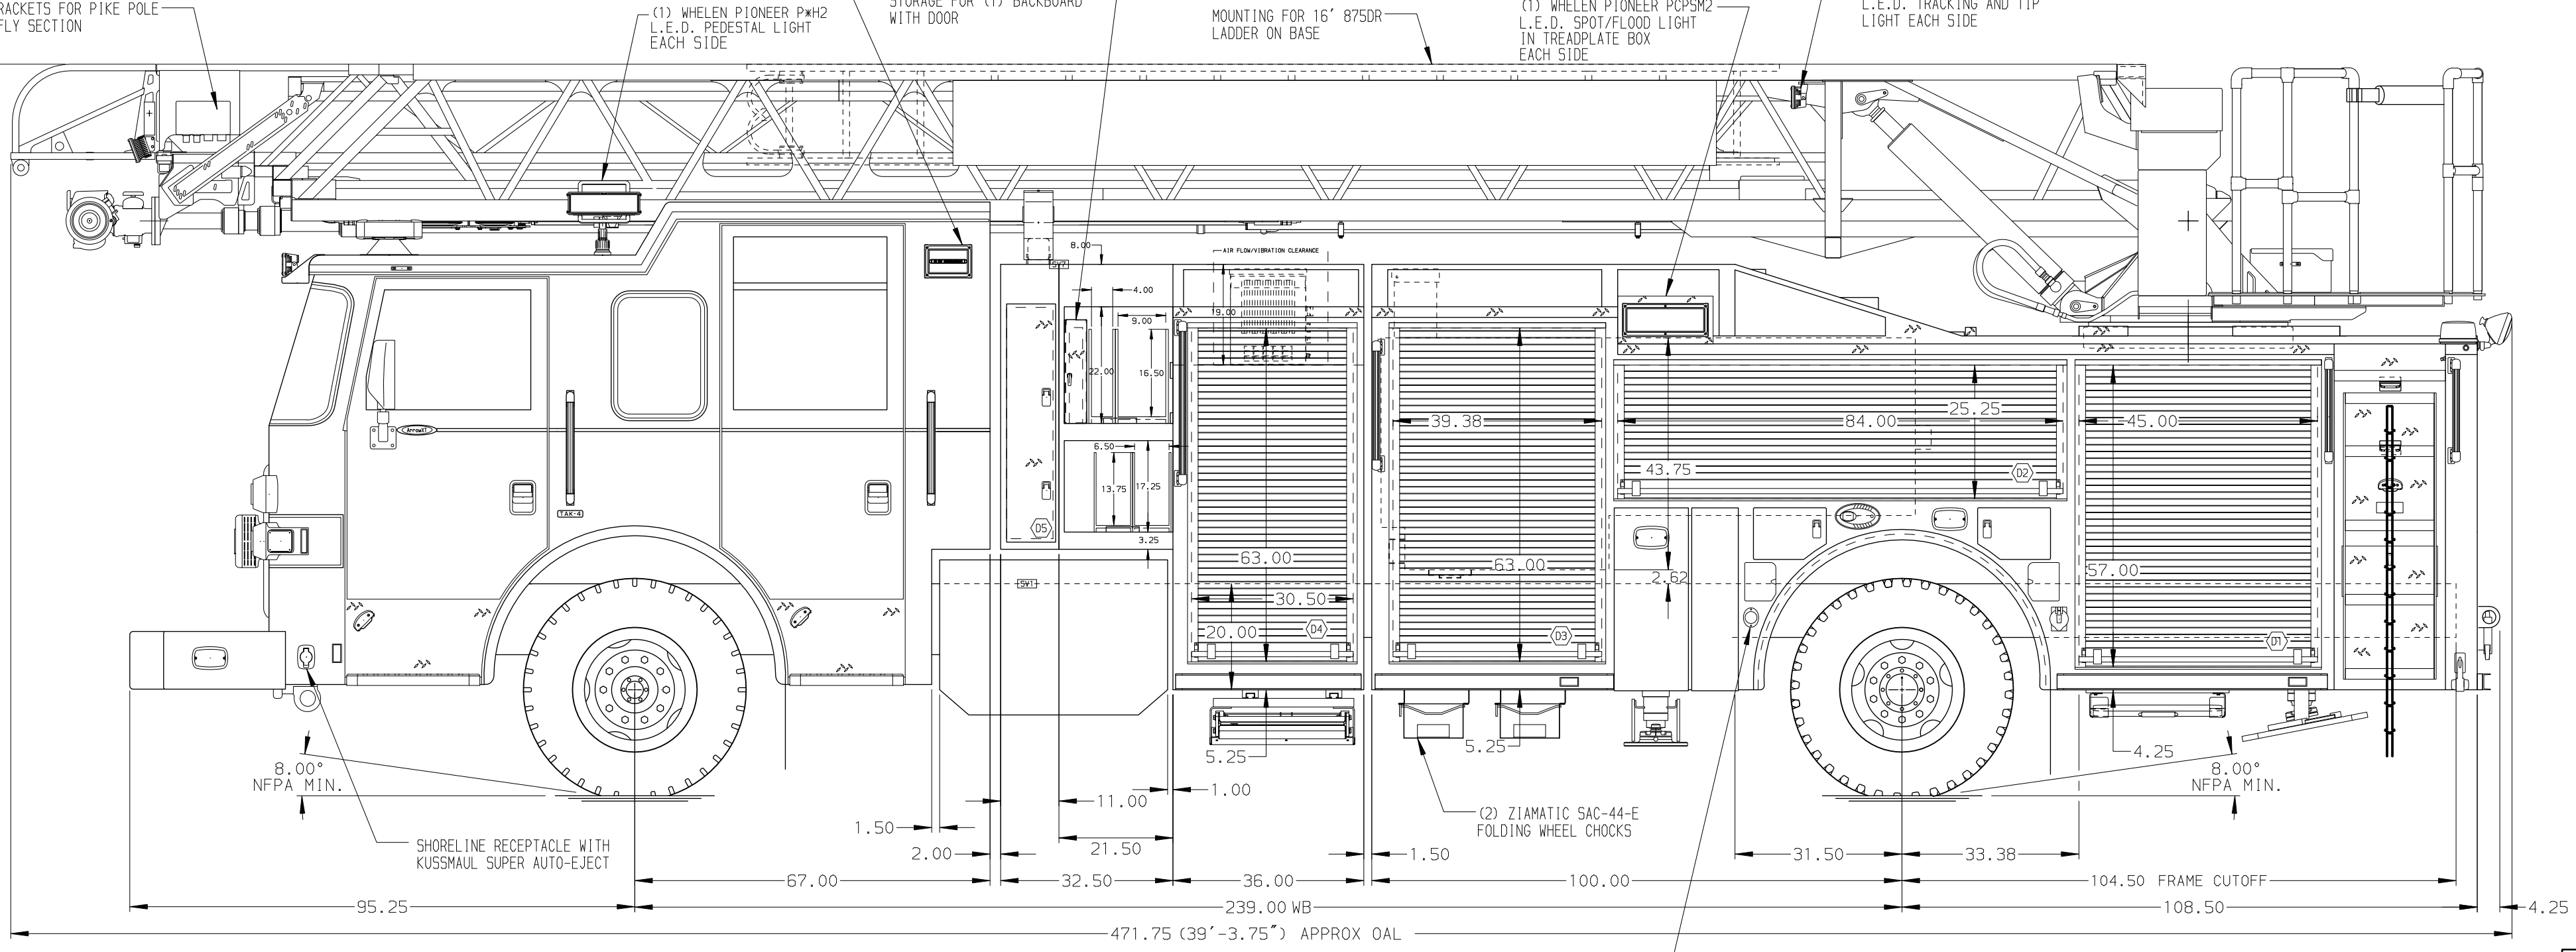 RACKETS FOR PIKE POLE
FLY SECTION
(1) WHELEN PIONEER P*H2
L.E.D. PEDESTAL LIGHT
EACH SIDE
STORAGE FOR (1) BACKBOARD
WITH DOOR
MOUNTING FOR 16' 875DR
LADDER ON BASE
(1) WHELEN PIONEER PCPSM2
L.E.D. SPOT/FLOOD LIGHT
IN TREADPLATE BOX
EACH SIDE
L.E.D. TRACKING AND TIP
LIGHT EACH SIDE
8.00
AIR FLOW/VIBRATION CLEARANCE
4.00
19.00
9.00
22.00
16.50
39.38
84.00
25.25
45.00
ArrowXT
6.50
43.75
D2
13.75
17.25
TAK-4
D5
3.25
63.00
63.00
2.62
57.00
SW1
30.50
20.00
D4
D3
D1
5.25
5.25
4.25
8.00°
NFPA MIN.
8.00°
NFPA MIN.
1.00
11.00
(2) ZIAMATIC SAC-44-E
FOLDING WHEEL CHOCKS
1.50
SHORELINE RECEPTACLE WITH
KUSSMAUL SUPER AUTO-EJECT
2.00
21.50
1.50
31.50
33.38
67.00
32.50
36.00
100.00
104.50 FRAME CUTOFF
95.25
239.00 WB
108.50
4.25
471.75 (39'-3.75") APPROX OAL